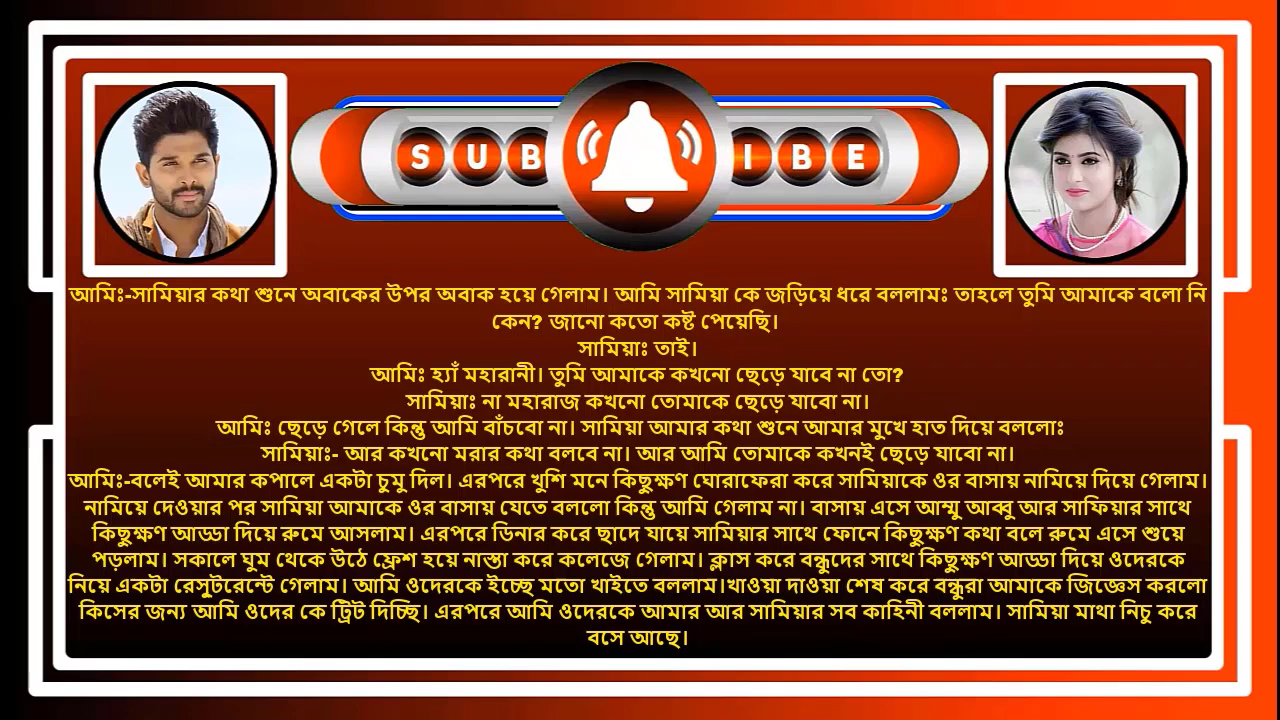 SUB IBE
আমিঃ-সামিয়ার কথা শুনে অবাকের উপর অবাক হয়ে গেলাম। আমি সামিয়া কে জড়িয়ে ধরে বললামঃ তাহলে তুমি আমাকে বলো নি
কেন? জানো কতো কষ্ট পেয়েছি।
সামিয়াঃ তাই।
আমিঃ হ্যাঁ মহারানী। তুমি আমাকে কখনো ছেড়ে যাবে না তো?
সামিয়াঃ না মহারাজ কখনো তোমাকে ছেড়ে যাবো না।
আমিঃ ছেড়ে গেলে কিন্তু আমি বাঁচবো না। সামিয়া আমার কথা শুনে আমার মুখে হাত দিয়ে বললোঃ
সামিয়াঃ- আর কখনো মরার কথা বলবে না। আর আমি তোমাকে কখনই ছেড়ে যাবো না।
আমিঃ-বলেই আমার কপালে একটা চুমু দিল। এরপরে খুশি মনে কিছুক্ষণ ঘোরাফেরা করে সামিয়াকে ওর বাসায় নামিয়ে দিয়ে গেলাম।
নামিয়ে দেওয়ার পর সামিয়া আমাকে ওর বাসায় যেতে বললো কিন্তু আমি গেলাম না। বাসায় এসে আম্মু আব্বু আর সাফিয়ার সাথে
কিছুক্ষণ আড্ডা দিয়ে রুমে আসলাম। এরপরে ডিনার করে ছাদে যায়ে সামিয়ার সাথে ফোনে কিছুক্ষণ কথা বলে রুমে এসে শুয়ে
পড়লাম। সকালে ঘুম থেকে উঠে ফ্রেশ হয়ে নাস্তা করে কলেজে গেলাম। ক্লাস করে বন্ধুদের সাথে কিছুক্ষণ আড্ডা দিয়ে ওদেরকে
নিয়ে একটা রেসুটরেন্টে গেলাম। আমি ওদেরকে ইচ্ছে মতো খাইতে বললাম।খাওয়া দাওয়া শেষ করে বন্ধুরা আমাকে জিজ্ঞেস করলো
কিসের জন্য আমি ওদের কে ট্রিট দিচ্ছি। এরপরে আমি ওদেরকে আমার আর সামিয়ার সব কাহিনী বললাম। সামিয়া মাথা নিচু করে
বসে আছে।